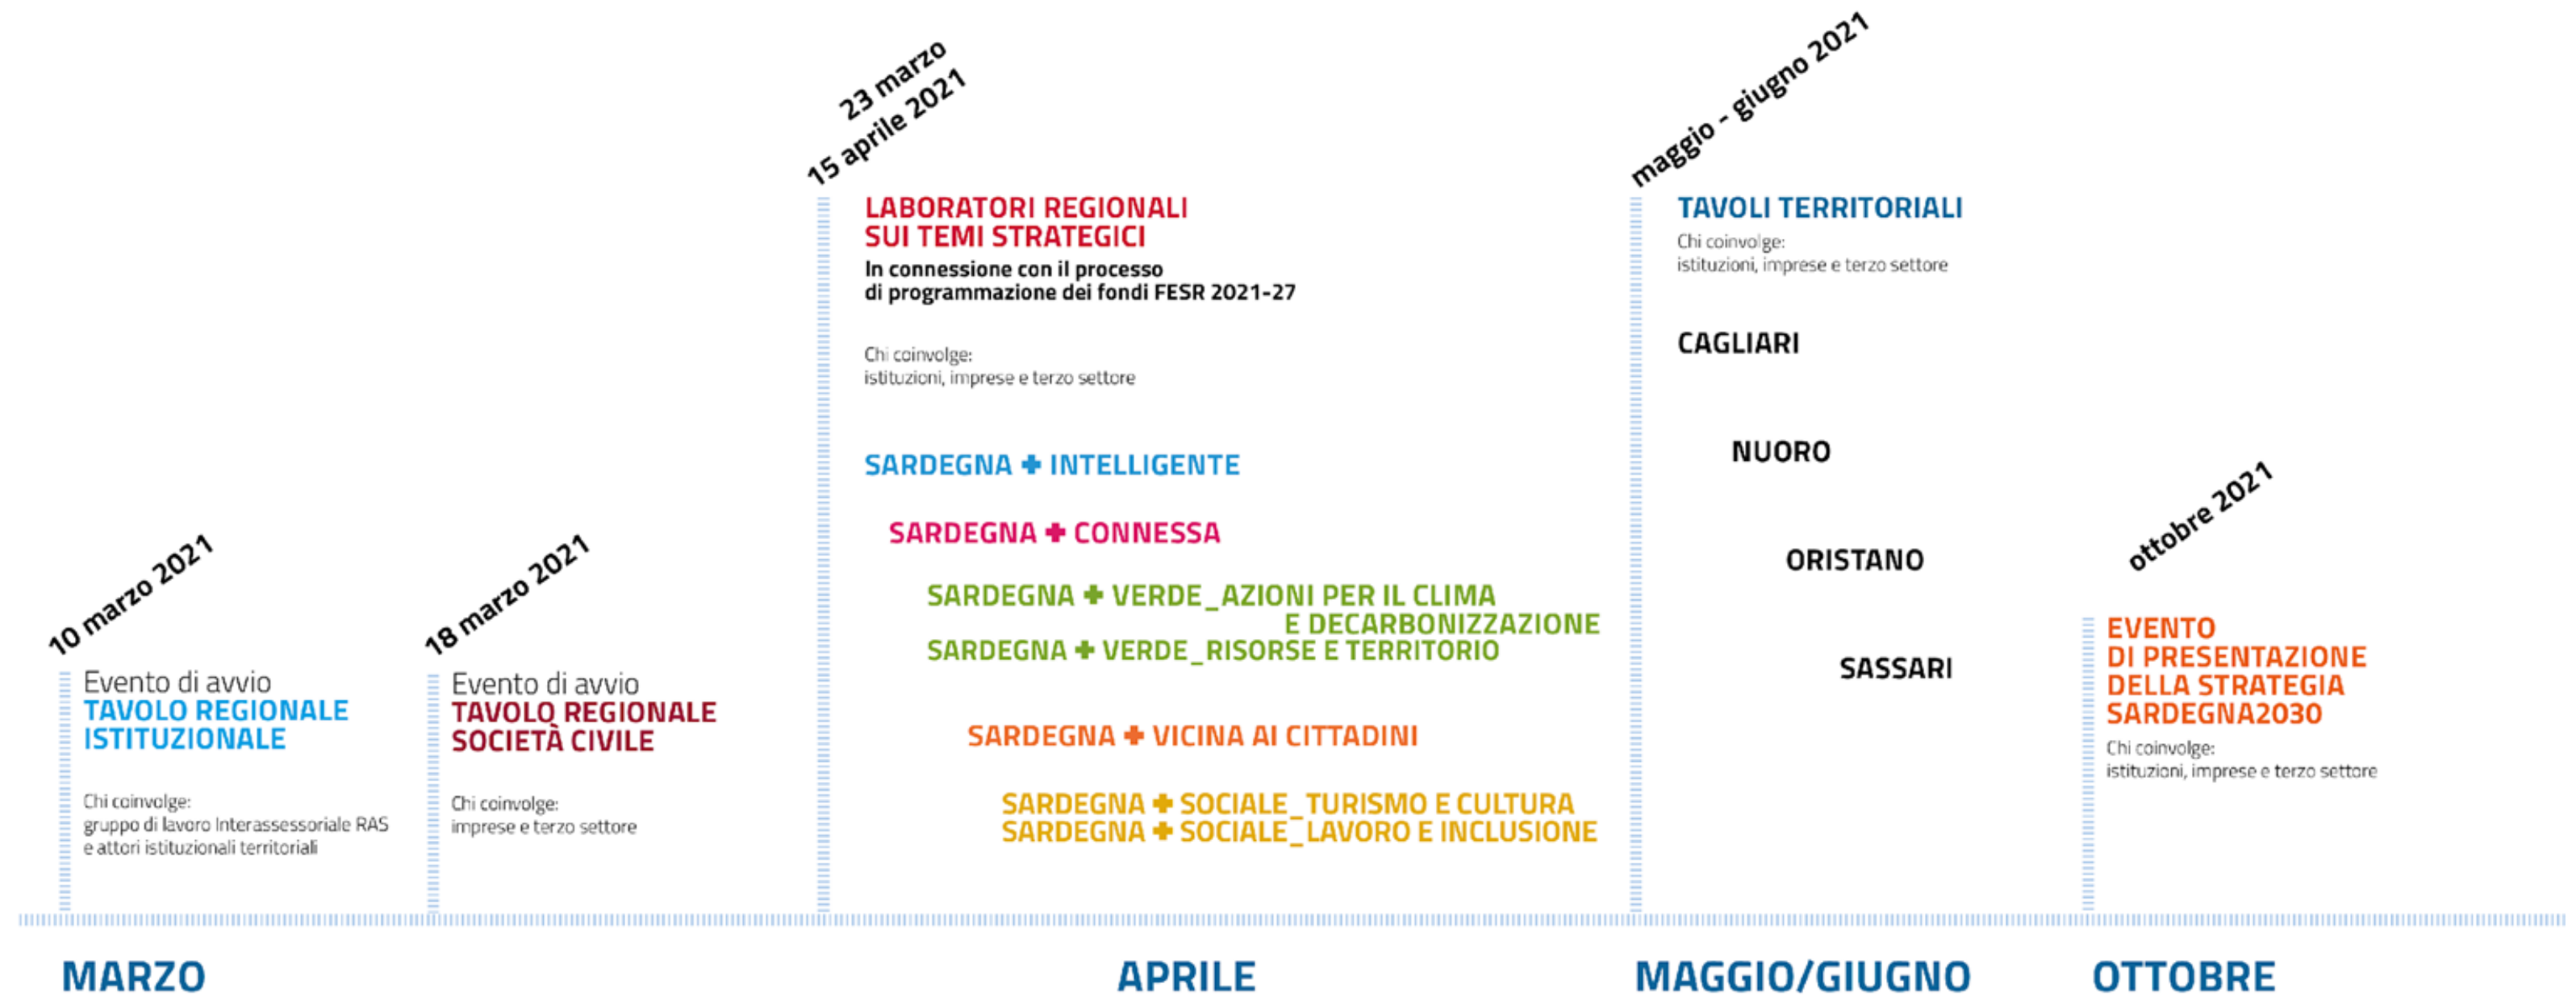 10 marzo 2021
Evento di avvio
TAVOLO REGIONALE
ISTITUZIONALE
Chi coinvolge:
gruppo di lavoro Interassessoriale RAS
e attori istituzionali territoriali
18 marzo 2021
Evento di avvio
TAVOLO REGIONALE
SOCIETÀ CIVILE
Chi coinvolge:
imprese e terzo settore
23 marzo
15 aprile 2021
LABORATORI REGIONALI
SUI TEMI STRATEGICI
In connessione con il processo
di programmazione dei fondi FESR 2021-27
Chi coinvolge:
istituzioni, imprese e terzo settore
SARDEGNA + INTELLIGENTE
SARDEGNA + CONNESSA
SARDEGNA + VERDE_AZIONI PER IL CLIMA
E DECARBONIZZAZIONE
SARDEGNA + VERDE_RISORSE E TERRITORIO
SARDEGNA + VICINA AI CITTADINI
SARDEGNA + SOCIALE_TURISMO E CULTURA
SARDEGNA + SOCIALE_LAVORO E INCLUSIONE
maggio - giugno 2021
TAVOLI TERRITORIALI
Chi coinvolge:
istituzioni, imprese e terzo settore
CAGLIARI
NUORO
ORISTANO
SASSARI
ottobre 2021
EVENTO
DI PRESENTAZIONE
DELLA STRATEGIA
SARDEGNA2030
Chi coinvolge:
istituzioni, imprese e terzo settore
MARZO
APRILE
MAGGIO/GIUGNO
OTTOBRE